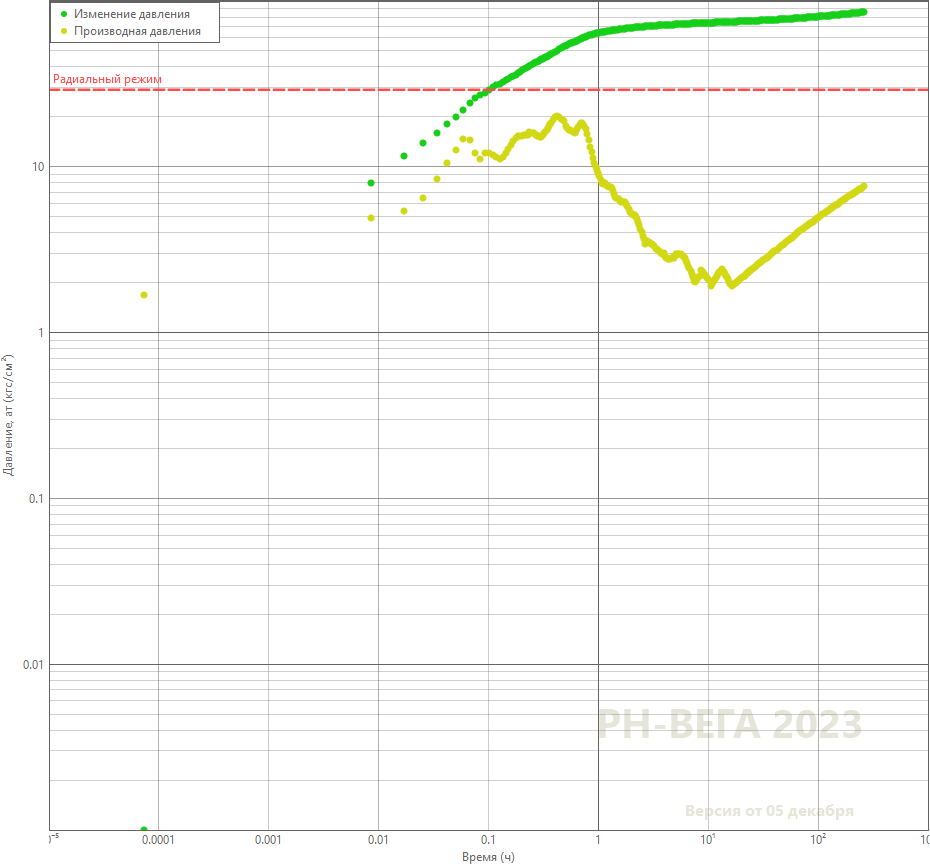 Изменение давления
Производная давления
Радиальный режим
10
1
0.1
0.01
Давление, ат (кгс/см²)
РН-ВЕГА 2023
Версия от 05 декабря
0.0001
0.001
0.01
0.1
1
10¹
10²
Время (ч)